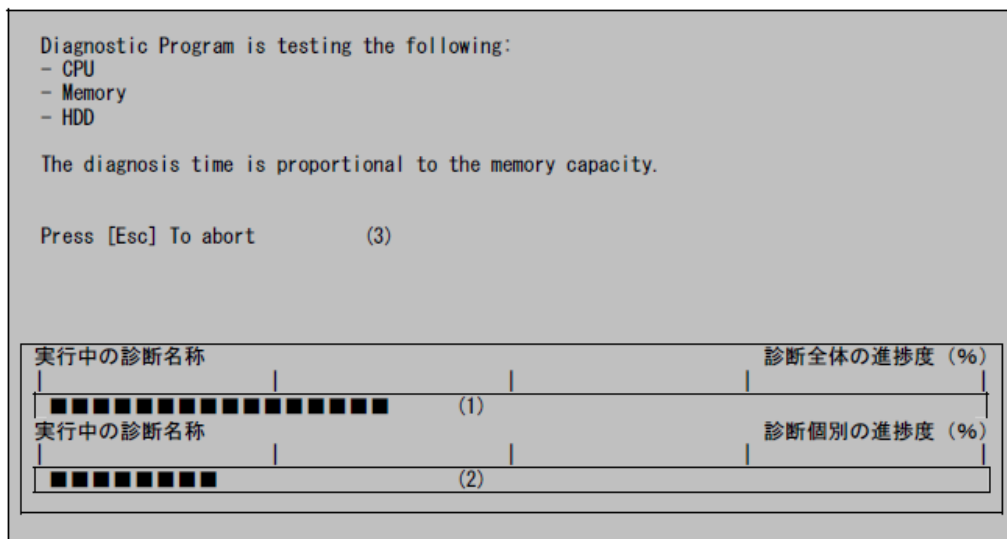 Diagnostic Program is testing the following:
- CPU
- Memory
- HDD
The diagnosis time is proportional to the memory capacity.
Press [Esc] To abort (3)
実行中の診断名称 診断全体の進捗度 (%)
(1)
実行中の診断名称 診断個別の進捗度 (%)
(2)